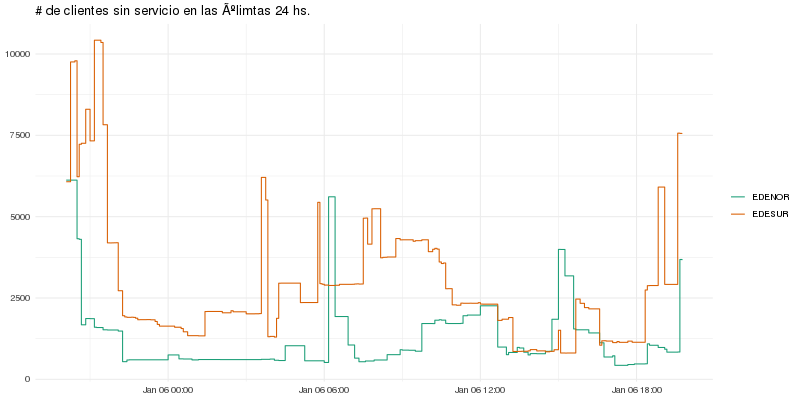 # de clientes sin servicio en las Ãºlimtas 24 hs.
10000
7500
5000
2500
0
Jan 06 00:00
Jan 06 06:00
Jan 06 12:00
Jan 06 18:00
EDENOR
EDESUR